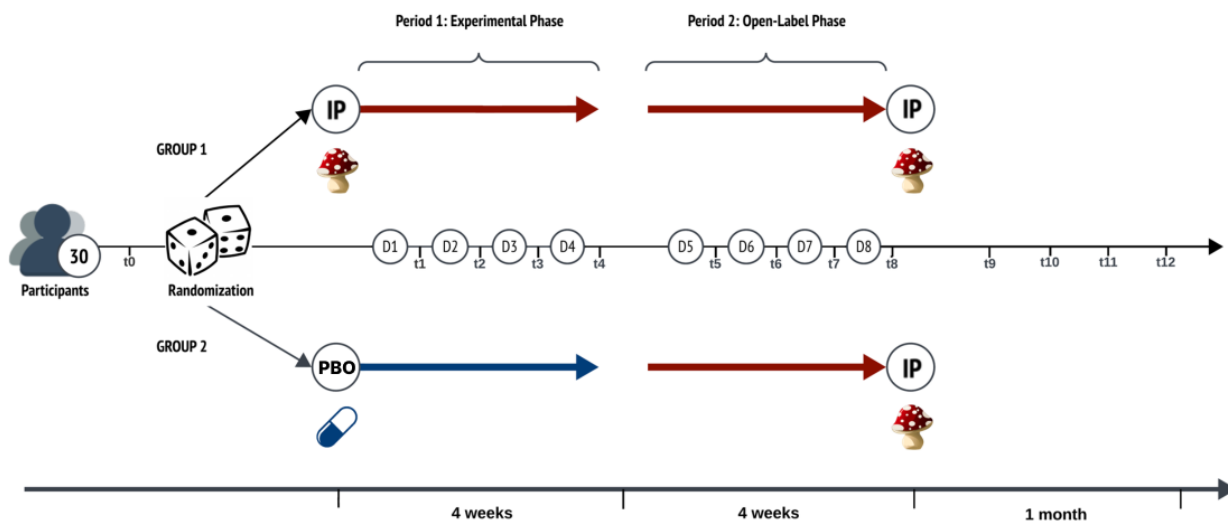 Period 1: Experimental Phase
Period 2: Open-Label Phase
IP
IP
GROUP 1
30
t0
D1
t1
D2
t2
D3
t3
D4
t4
D5
t5
D6
t6
D7
t7
D8
t8
t9
t10
t11
t12
Participants
Randomization
GROUP 2
PBO
IP
4 weeks
4 weeks
1 month